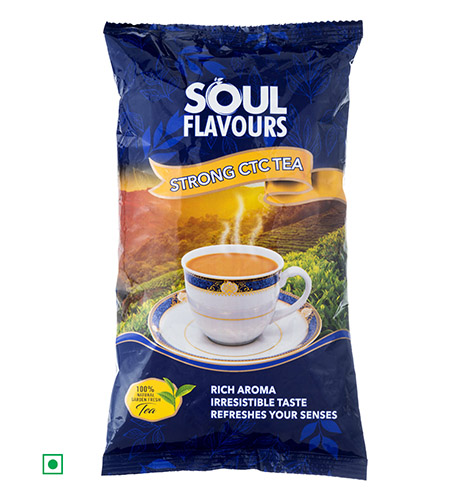 SOUL
FLAVOURS
STRONG CTC TEA
100%
NATURAL
GARDEN FRESH
Tea
RICH AROMA
IRRESISTIBLE TASTE
REFRESHES YOUR SENSES